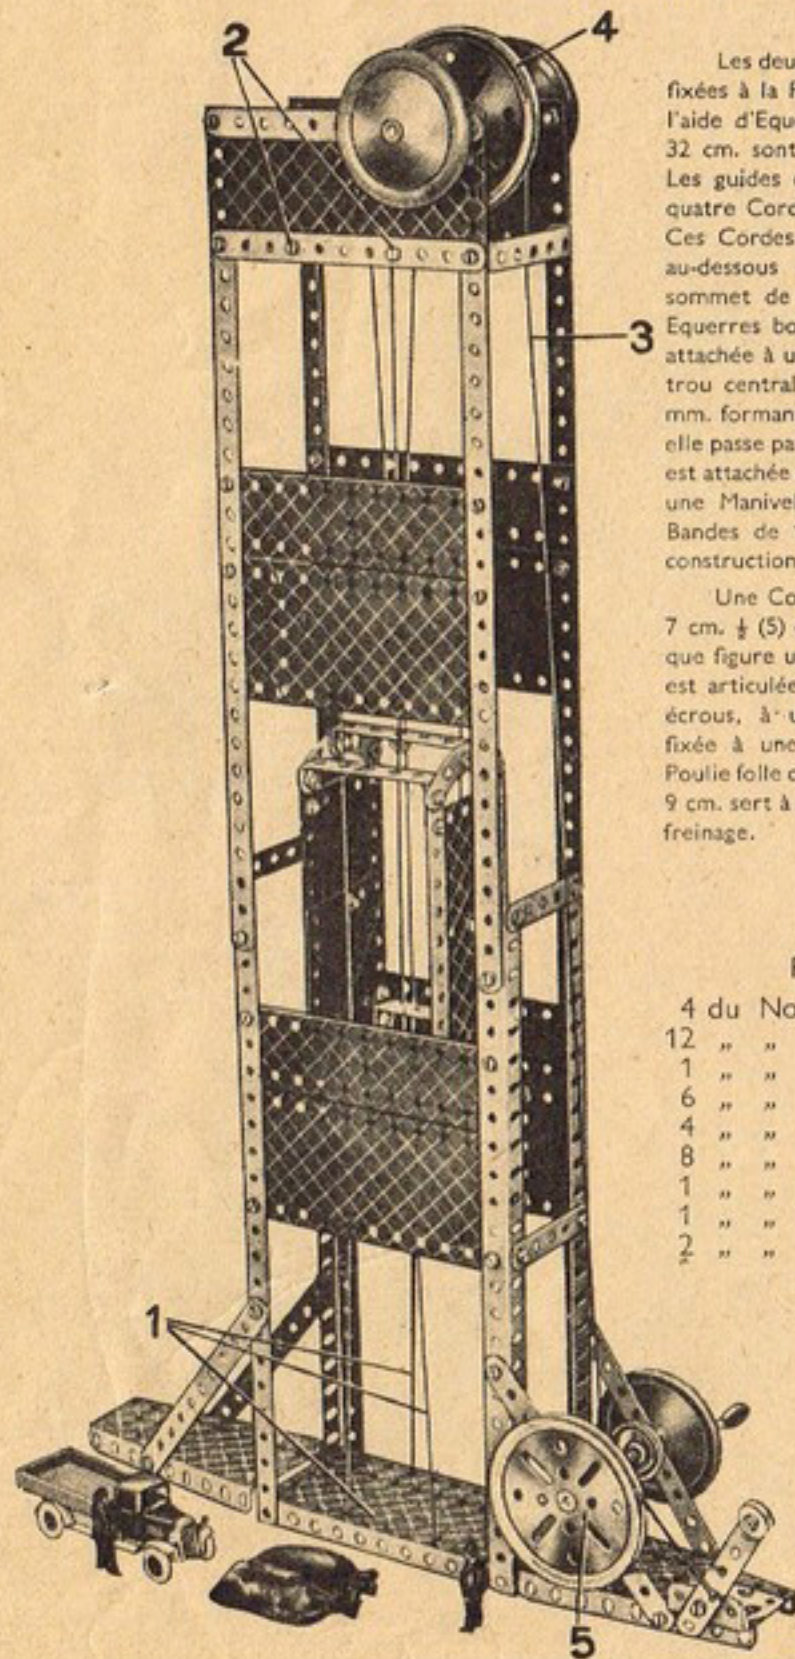 2
4
Les deu
fixées à la
l'aide d'Equ
32 cm. sont
Les guides
quatre Cord
Ces Cordes
au-dessous
sommet de
Equerres bo
3
attachée à u
trou central
mm. forman
elle passe pa
est attachée
une Manivel
Bandes de
construction
Une Co
7 cm. ½ (5)
que figure u
est articulée
écrous, à u
fixée à une
Poulie folle d
9 cm. sert à
freinage.
4 du No
12 „ „
1 „ „
6 „ „
4 „ „
8 „ „
1 „ „
1 „ „
2 „ „
1
5